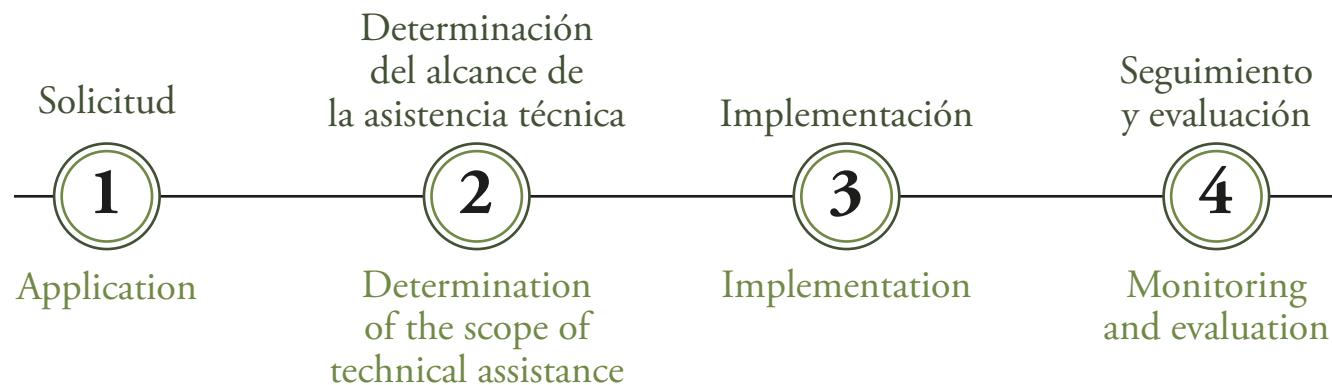 Solicitud
1
Application
Determinación
del alcance de
la asistencia técnica
2
Determination
of the scope of
technical assistance
Implementación
3
Implementation
Seguimiento
y evaluación
4
Monitoring
and evaluation